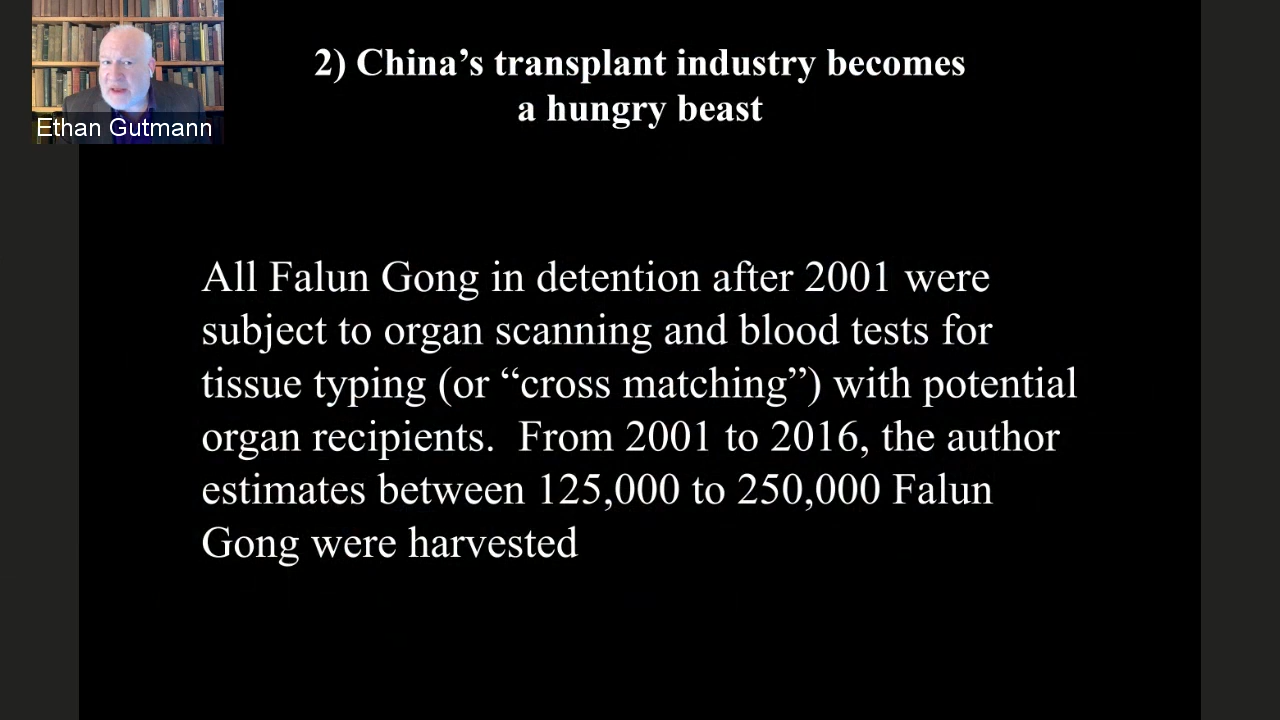 2) China’s transplant industry becomes
a hungry beast
Ethan Gutmann
All Falun Gong in detention after 2001 were
subject to organ scanning and blood tests for
tissue typing (or “cross matching”) with potential
organ recipients.  From 2001 to 2016, the author
estimates between 125,000 to 250,000 Falun
Gong were harvested